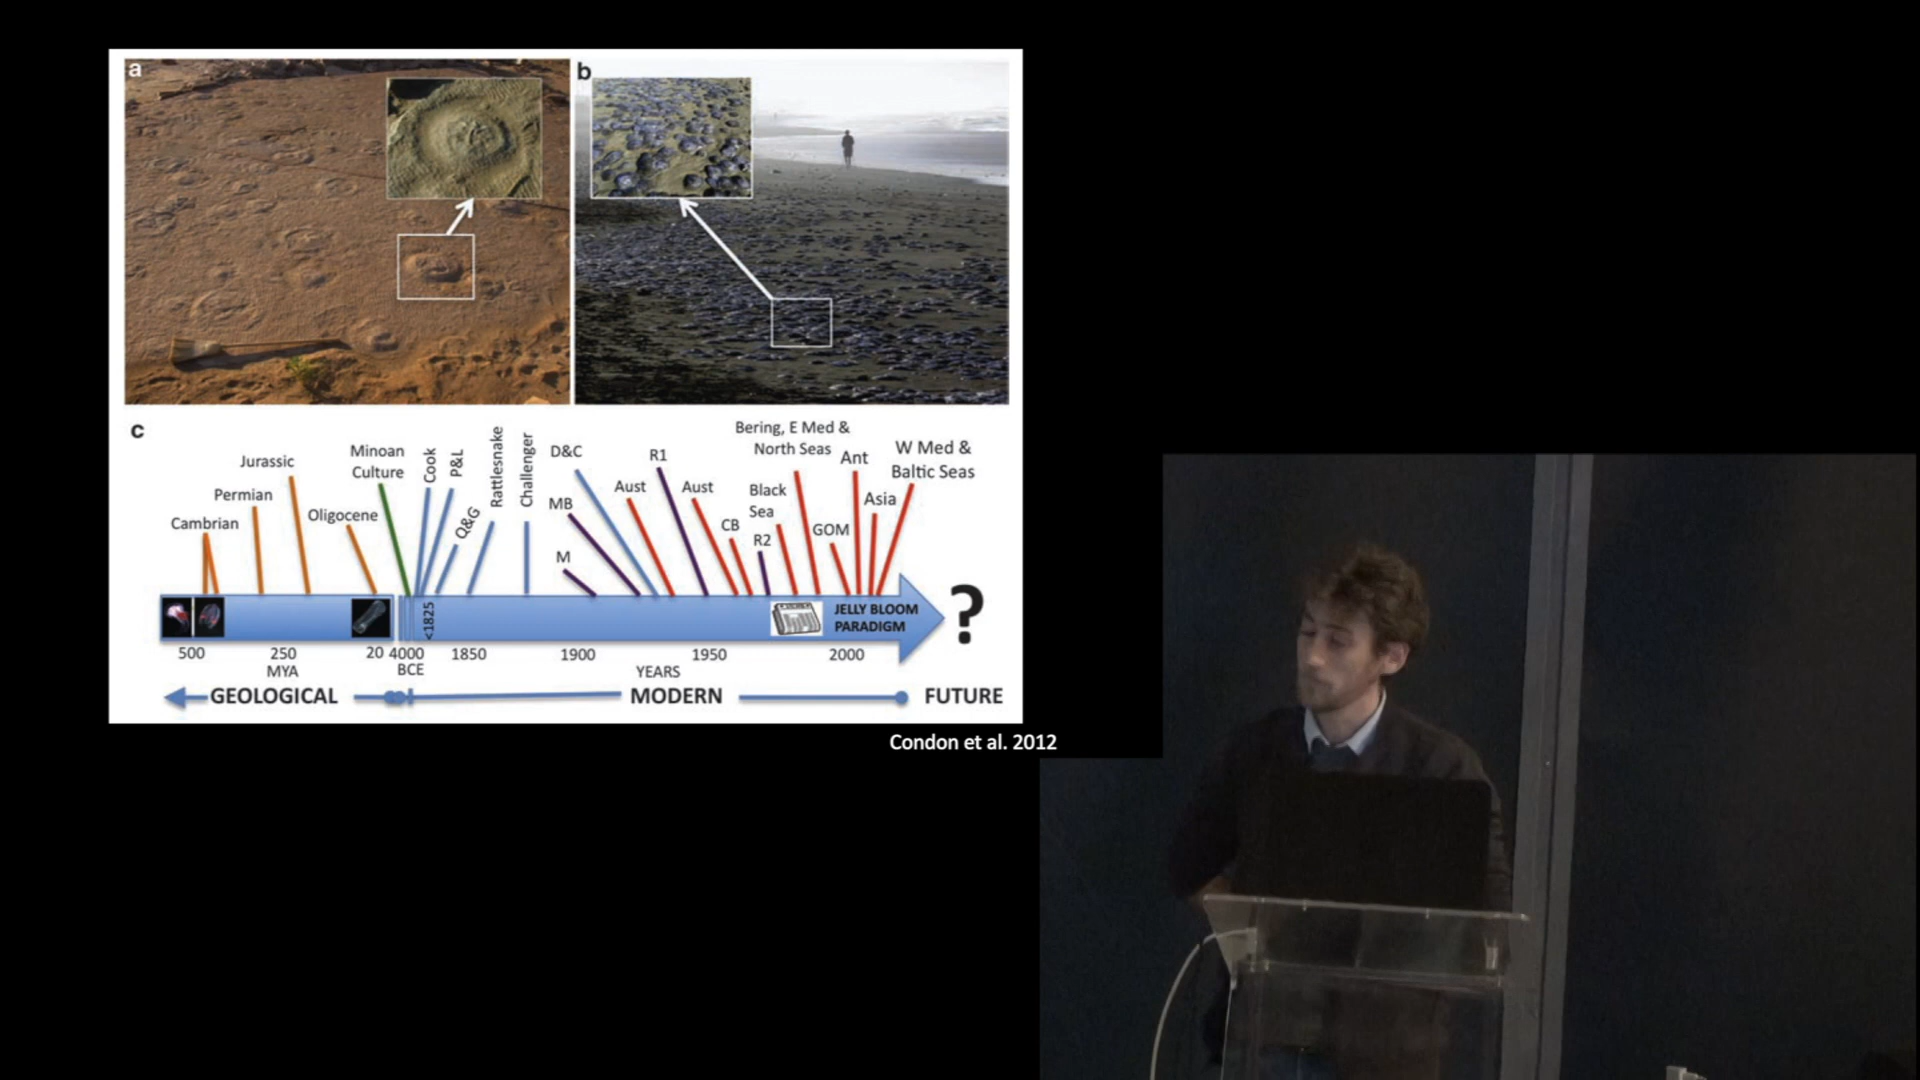 a
b
c
Bering, E Med &
North Seas
Jurassic
Minoan
Culture
Cook
P&L
Rattlesnake
Challenger
D&C
R1
Ant
W Med &
Baltic Seas
Permian
Cambrian
Oligocene
Q&G
MB
M
Aust
Aust
CB
Black
Sea
R2
GOM
Asia
<1825
JELLY BLOOM
PARADIGM
?
500
250
20
4000
1850
1900
1950
2000
MYA
BCE
YEARS
GEOLOGICAL
MODERN
FUTURE
Condon et al. 2012